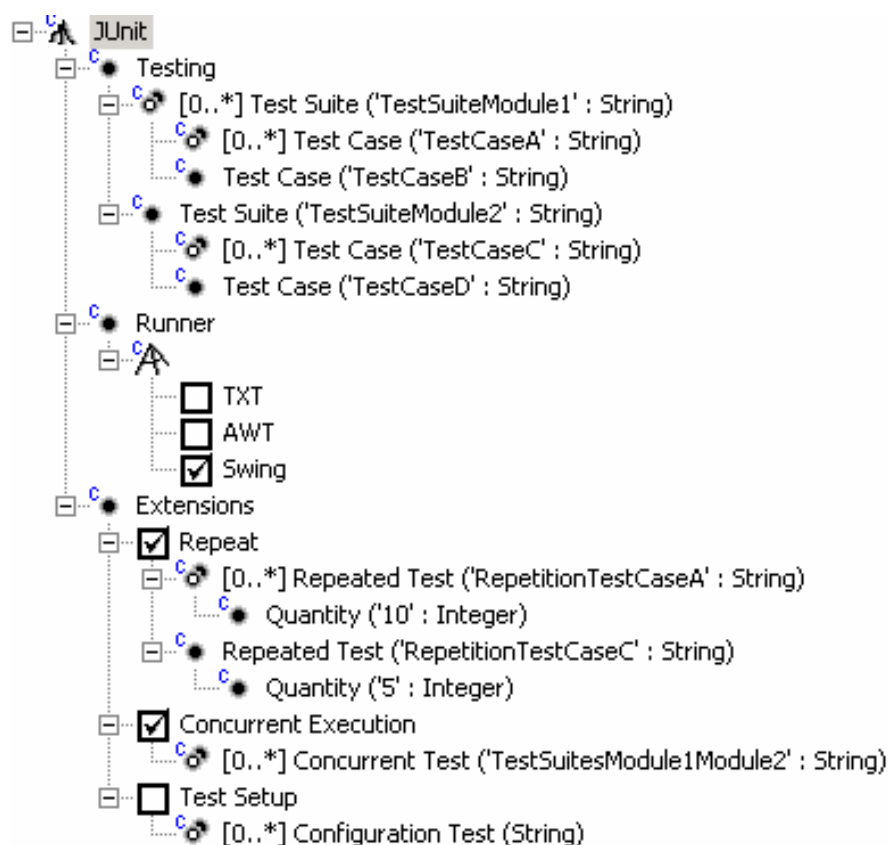 JUnit
Testing
[0..*] Test Suite ('TestSuiteModule1' : String)
[0..*] Test Case ('TestCaseA' : String)
Test Case ('TestCaseB' : String)
Test Suite ('TestSuiteModule2' : String)
[0..*] Test Case ('TestCaseC' : String)
Test Case ('TestCaseD' : String)
Runner
TXT
AWT
Swing
Extensions
Repeat
[0..*] Repeated Test ('RepetitionTestCaseA' : String)
Quantity ('10' : Integer)
Repeated Test ('RepetitionTestCaseC' : String)
Quantity ('5' : Integer)
Concurrent Execution
[0..*] Concurrent Test ('TestSuitesModule1Module2' : String)
Test Setup
[0..*] Configuration Test (String)